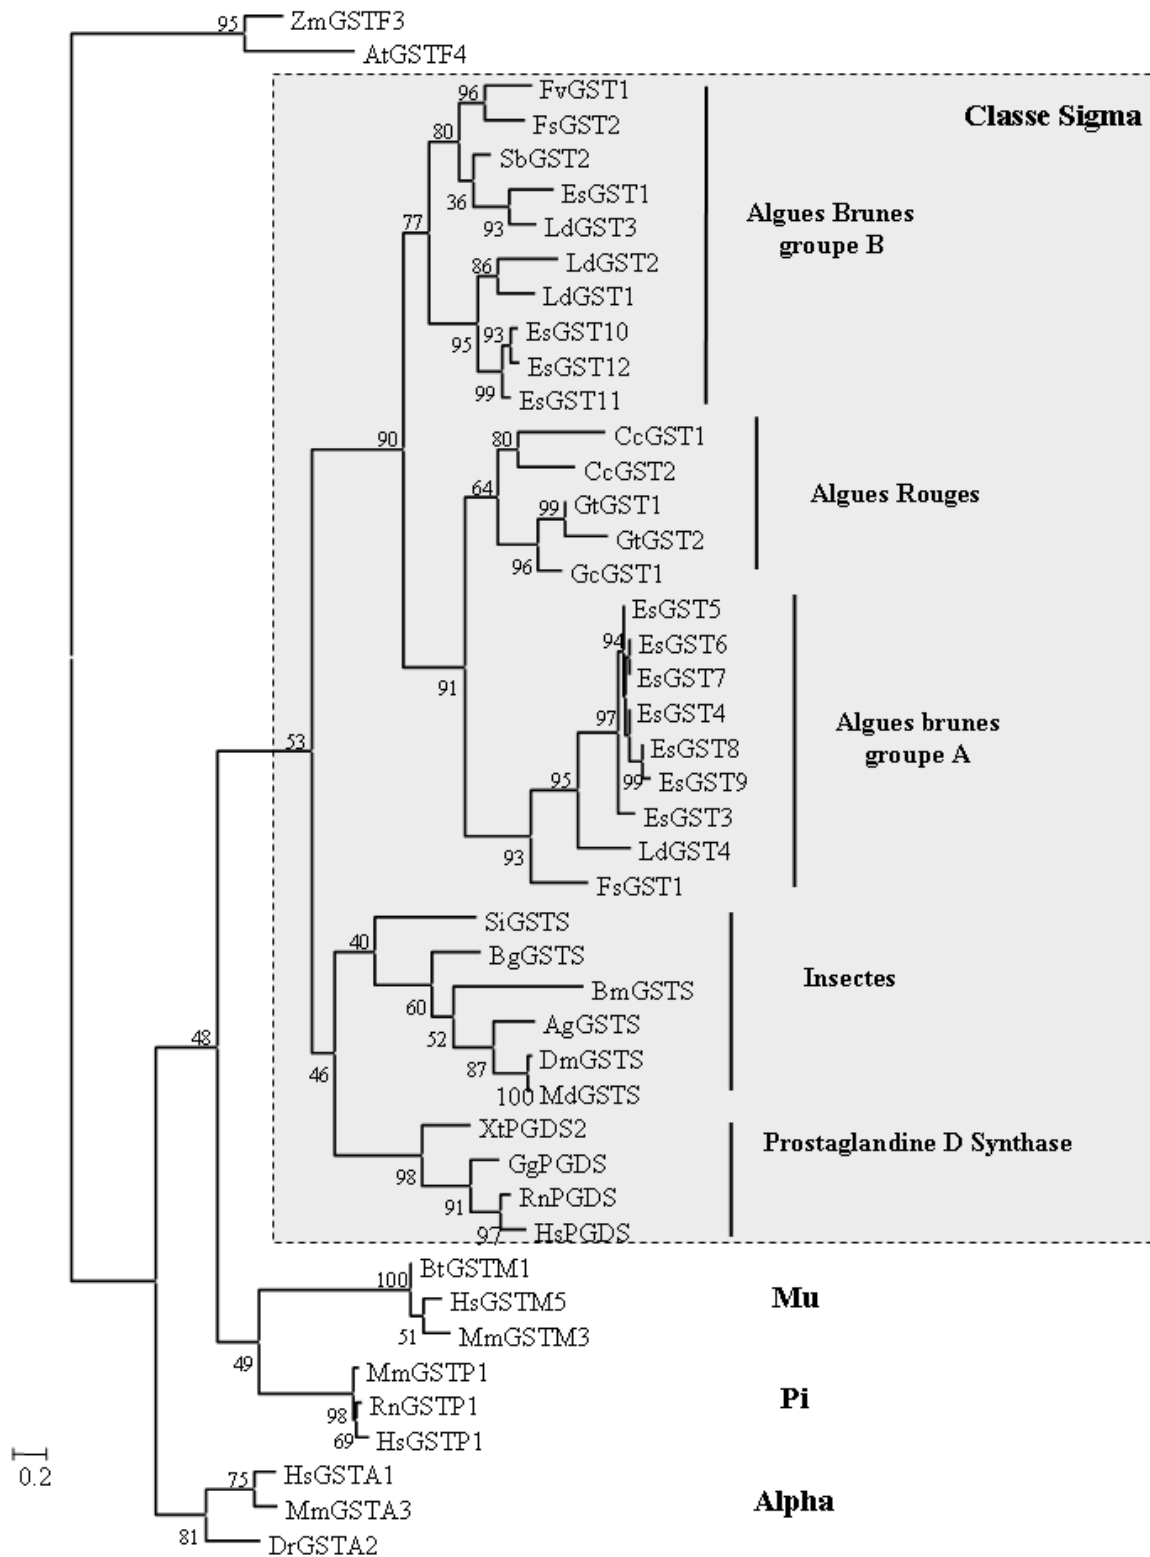 95
ZmGSTF3
AtGSTF4
Classe Sigma
96
FvGST1
FsGST2
80
SbGST2
36
EsGST1
93
LdGST3
Algues Brunes
groupe B
77
86
LdGST2
LdGST1
95
93
EsGST10
EsGST12
99
EsGST11
90
80
CcGST1
CcGST2
64
99
GtGST1
GtGST2
96
GcGST1
Algues Rouges
91
94
EsGST5
EsGST6
EsGST7
97
EsGST4
EsGST8
99
EsGST9
EsGST3
95
LdGST4
93
FsGST1
Algues brunes
groupe A
53
40
SiGSTS
BgGSTS
60
BmGSTS
52
AgGSTS
87
DmGSTS
100
MdGSTS
Insectes
48
46
XtPGDS2
98
GgPGDS
91
RnPGDS
97
HsPGDS
Prostaglandine D Synthase
100
BtGSTM1
HsGSTM5
51
MmGSTM3
Mu
49
MmGSTP1
98
RnGSTP1
69
HsGSTP1
Pi
0.2
75
HsGSTA1
MmGSTA3
81
DrGSTA2
Alpha